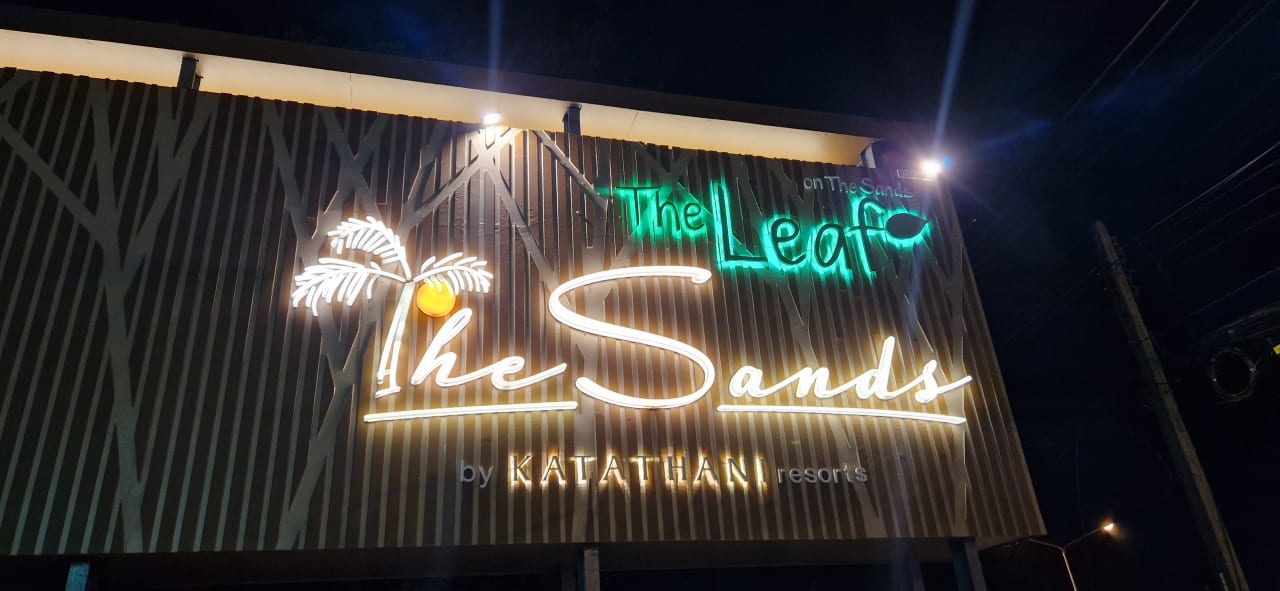 on The Sands
The Leaf
The Sands
by KATATHANI resorts